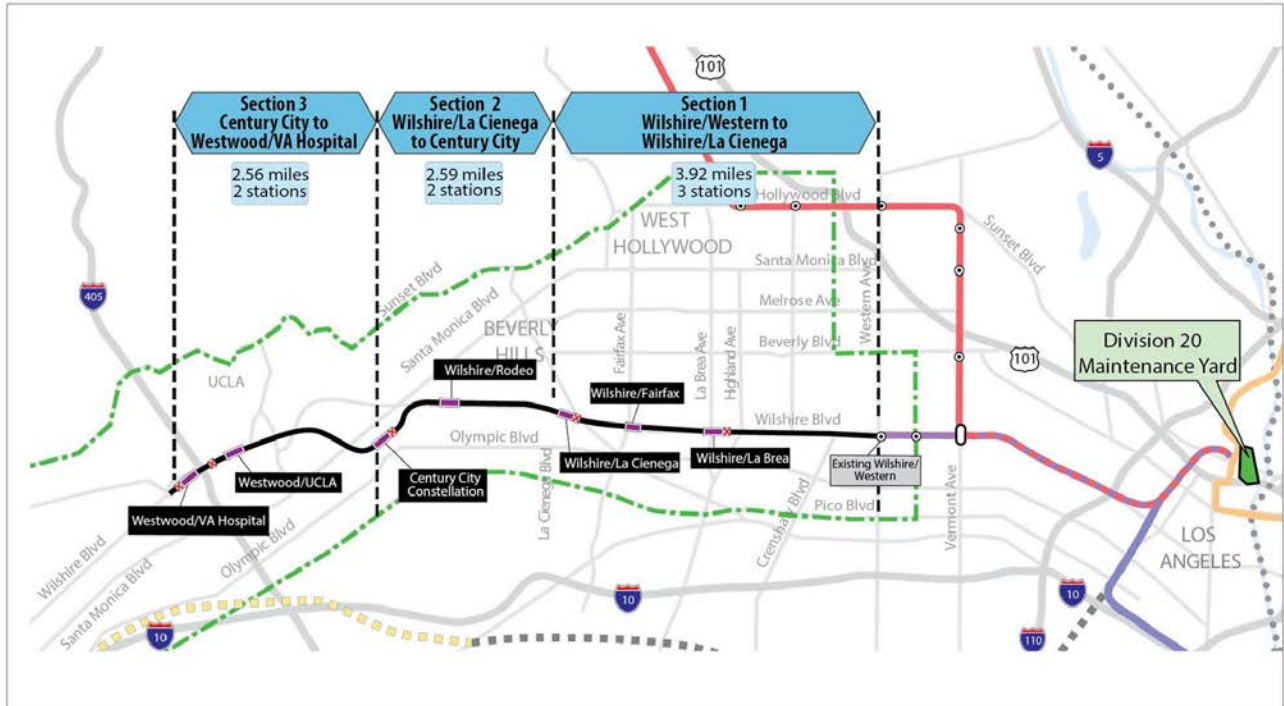 101
Section 3
Century City to
Westwood/VA Hospital
Section 2
Wilshire/La Cienega
to Century City
Section 1
Wilshire/Western to
Wilshire/La Cienega
2.56 miles
2 stations
2.59 miles
2 stations
3.92 miles
3 stations
5
Hollywood Blvd
WEST
HOLLYWOOD
Sunset Blvd
Santa Monica Blvd
405
Sunset Blvd
Santa Monica Blvd
Melrose Ave
Western Ave
BEVERLY
HILLS
Fairfax Ave
La Brea Ave
Highland Ave
Beverly Blvd
101
Division 20
Maintenance Yard
UCLA
Wilshire/Rodeo
Wilshire/Fairfax
Wilshire Blvd
Olympic Blvd
Westwood/UCLA
Century City
Constellation
La Cienega Blvd
Wilshire/La Cienega
Wilshire/La Brea
Existing Wilshire/
Western
Westwood/VA Hospital
Crenshaw Blvd
Pico Blvd
Vermont Ave
LOS
ANGELES
Wilshire Blvd
Santa Monica Blvd
Olympic Blvd
10
10
10
110